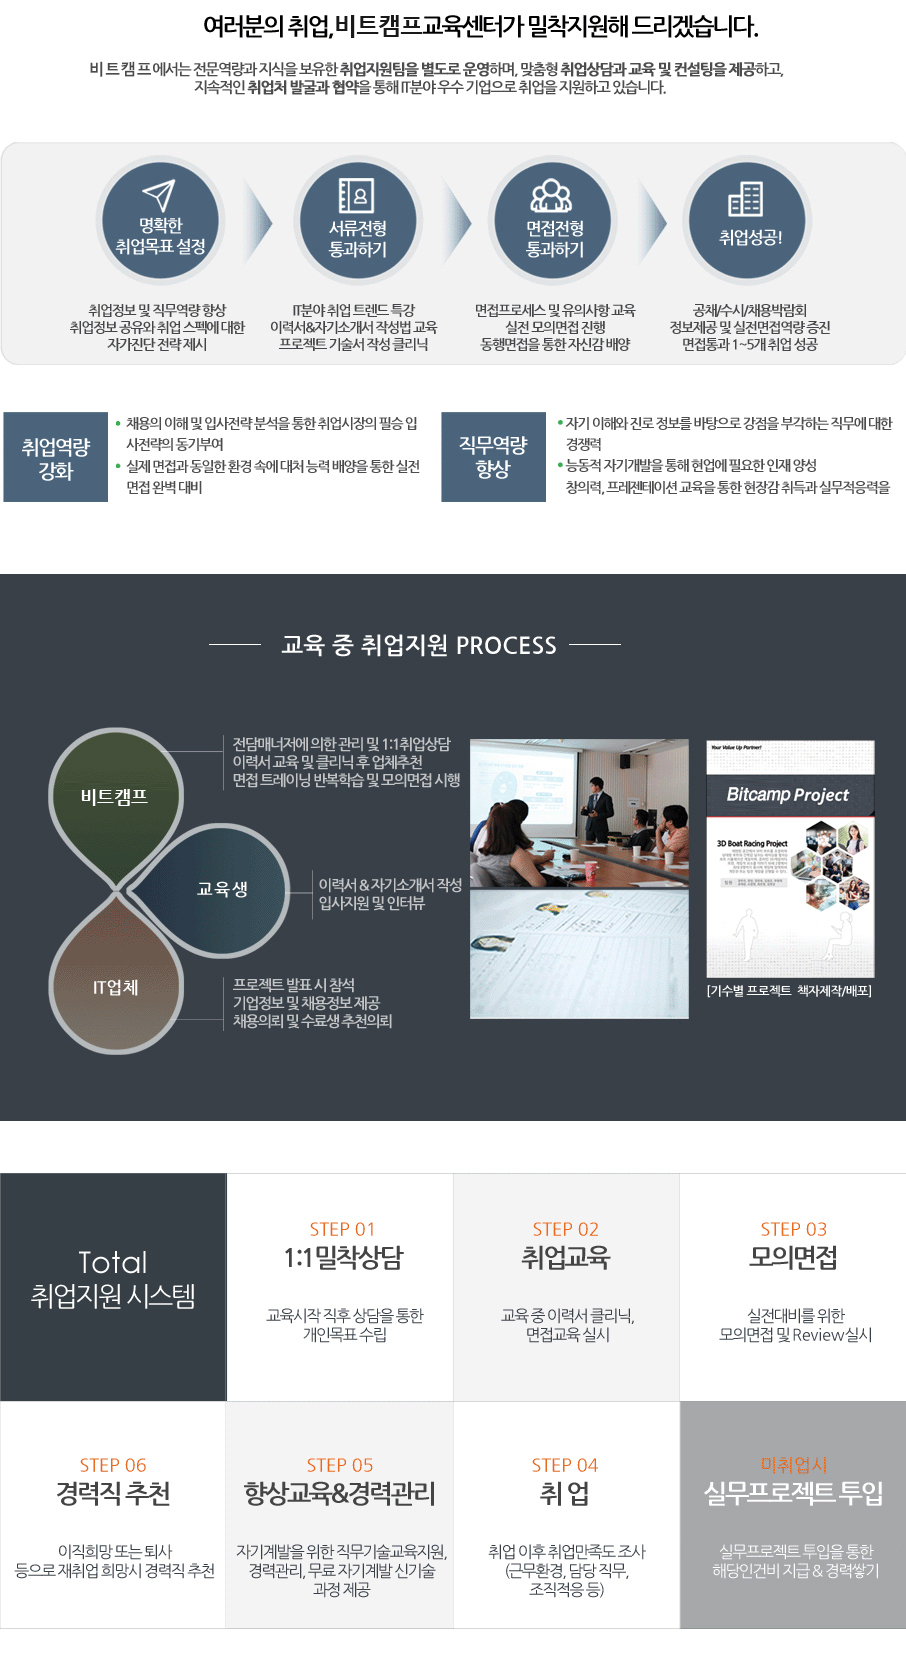 여러분의 취업, 비트캠프교육센터가 밀착지원해 드리겠습니다.
비트캠프에서는 전문역량과 지식을 보유한 취업지원팀을 별도로 운영하며, 맞춤형 취업상담과 교육 및 컨설팅을 제공하고,
지속적인 취업처 발굴과 협약을 통해 IT분야 우수 기업으로 취업을 지원하고 있습니다.
명확한
취업목표 설정
서류전형
통과하기
면접전형
통과하기
취업성공!
취업정보 및 직무역량 향상
취업정보 공유와 취업 스펙에 대한
자가진단 전략 제시
IT분야 취업 트렌드 특강
이력서&자기소개서 작성법 교육
프로젝트 기술서 작성 클리닉
면접프로세스 및 유의사항 교육
실전 모의면접 진행
동행면접을 통한 자신감 배양
공채/수시/채용박람회
정보제공 및 실전면접역량 증진
면접통과 1~5개 취업 성공
취업역량
강화
채용의 이해 및 입사전략 분석을 통한 취업시장의 필승 입
사전략의 동기부여
실제 면접과 동일한 환경 속에 대처 능력 배양을 통한 실전
면접 완벽 대비
직무역량
향상
자기 이해와 진로 정보를 바탕으로 강점을 부각하는 직무에 대한
경쟁력
능동적 자기개발을 통해 현업에 필요한 인재 양성
창의력, 프레젠테이션 교육을 통한 현장감 취득과 실무적응력을
교육 중 취업지원 PROCESS
비트캠프
전담매너저에 의한 관리 및 1:1취업상담
이력서 교육 및 클리닉 후 업체추천
면접 트레이닝 반복학습 및 모의면접 시행
교육생
이력서 & 자기소개서 작성
입사지원 및 인터뷰
IT업체
프로젝트 발표 시 참석
기업정보 및 채용정보 제공
채용의뢰 및 수료생 추천의뢰
Your Value Up Partner!
Bitcamp Project
3D Boat Racing Project
[기수별 프로젝트 책자제작/배포]
Total
취업지원 시스템
STEP 01
1:1밀착상담
교육시작 직후 상담을 통한
개인목표 수립
STEP 02
취업교육
교육 중 이력서 클리닉,
면접교육 실시
STEP 03
모의면접
실전대비를 위한
모의면접 및 Review실시
STEP 06
경력직 추천
이직희망 또는 퇴사
등으로 재취업 희망시 경력직 추천
STEP 05
향상교육&경력관리
자기계발을 위한 직무기술교육지원,
경력관리, 무료 자기계발 신기술
과정 제공
STEP 04
취 업
취업 이후 취업만족도 조사
(근무환경, 담당 직무,
조직적응 등)
미취업시
실무프로젝트 투입
실무프로젝트 투입을 통한
해당인건비 지급 & 경력쌓기